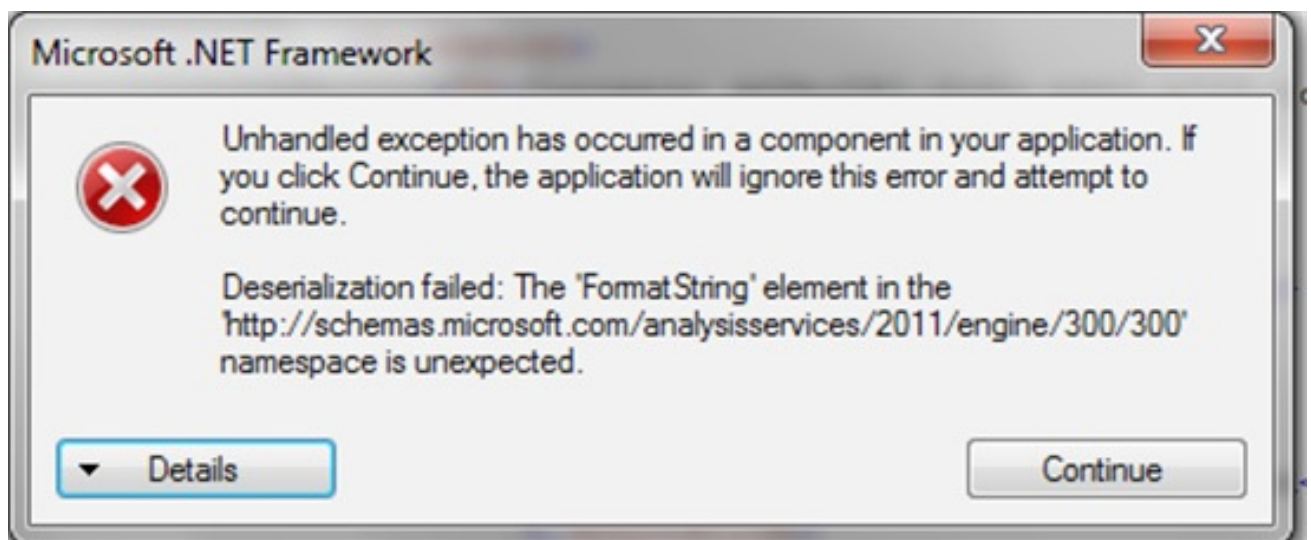 Microsoft .NET Framework
Unhandled exception has occurred in a component in your application. If
you click Continue, the application will ignore this error and attempt to
continue.
Deserialization failed: The 'FormatString' element in the
'http://schemas.microsoft.com/analysisservices/2011/engine/300/300'
namespace is unexpected.
Details
Continue